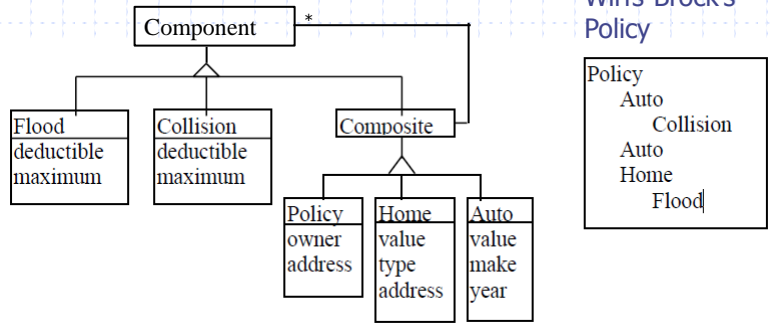 Component
*
Policy
Flood
deductible
maximum
Collision
deductible
maximum
Composite
Policy
owner
address
Home
value
type
address
Auto
value
make
year
Policy
Auto
Collision
Auto
Home
Flood